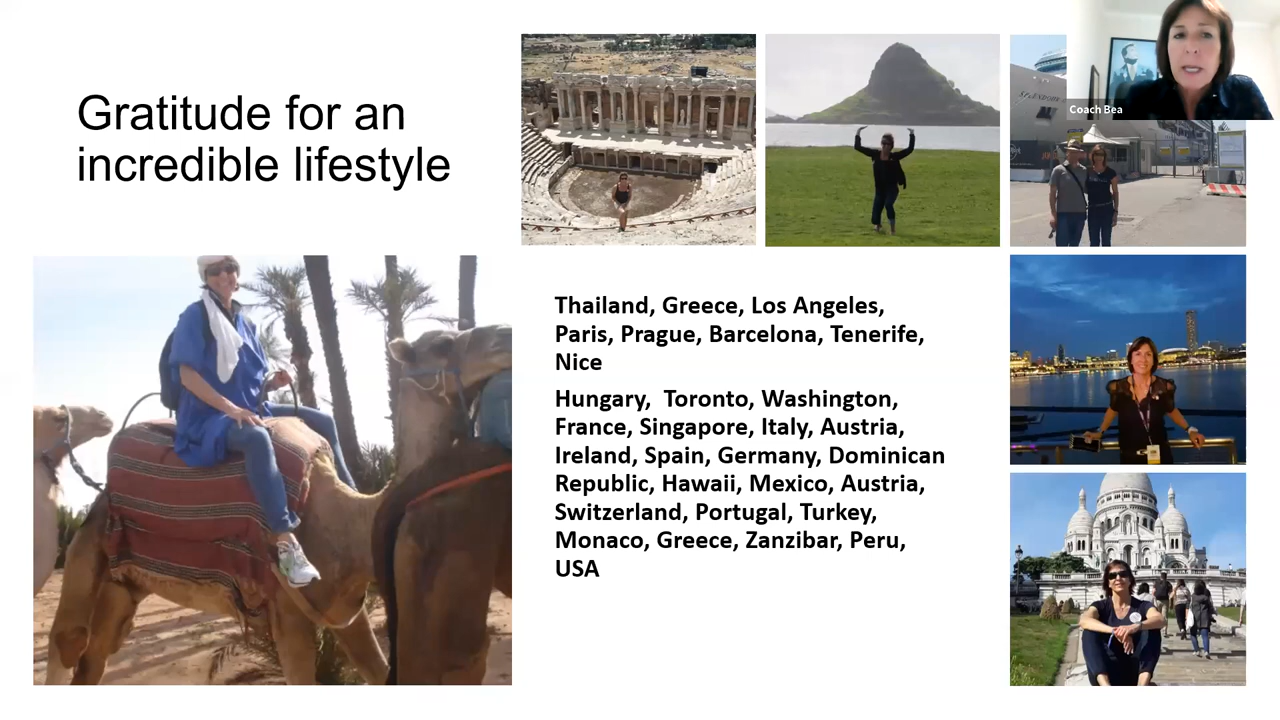 Gratitude for an
incredible lifestyle
Coach Bea
Thailand, Greece, Los Angeles,
Paris, Prague, Barcelona, Tenerife,
Nice
Hungary,  Toronto, Washington,
France, Singapore, Italy, Austria,
Ireland, Spain, Germany, Dominican
Republic, Hawaii, Mexico, Austria,
Switzerland, Portugal, Turkey,
Monaco, Greece, Zanzibar, Peru,
USA